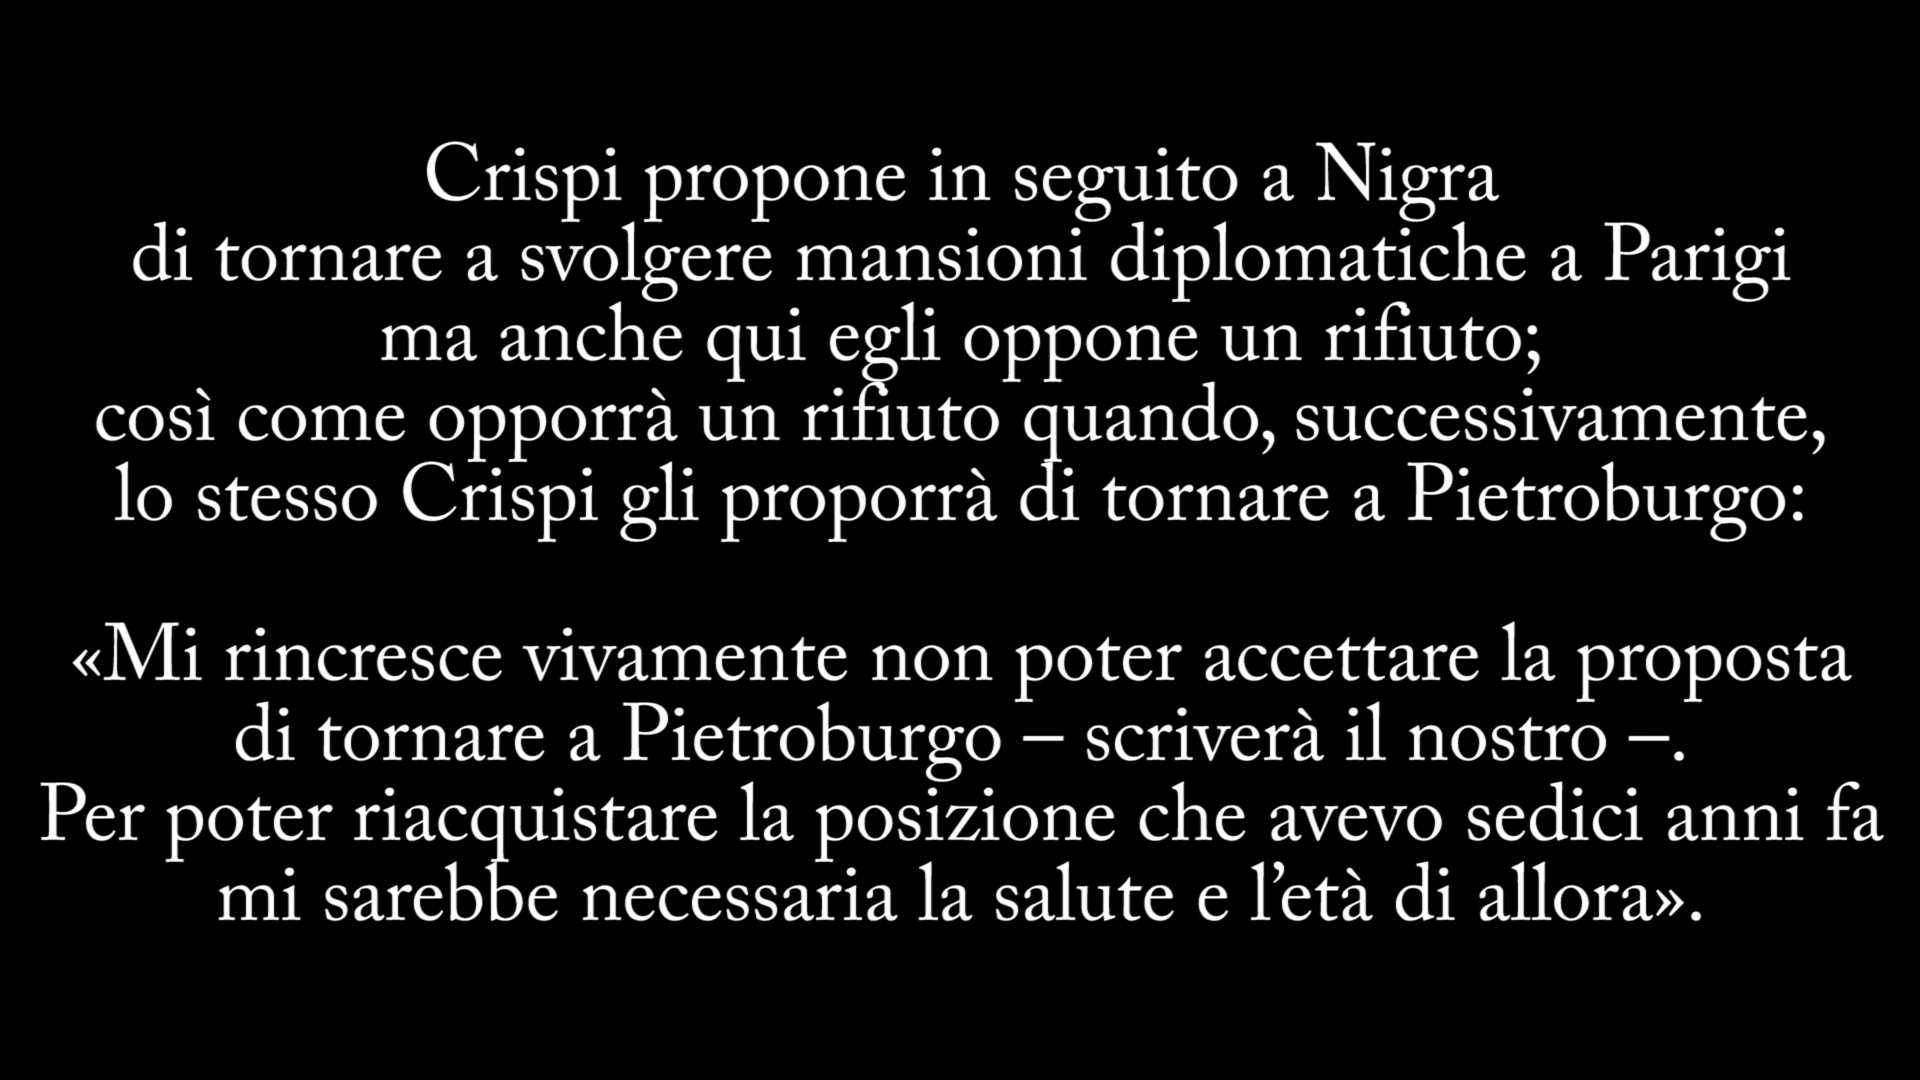 Crispi propone in seguito a Nigra
di tornare a svolgere mansioni diplomatiche a Parigi
ma anche qui egli oppone un rifiuto;
così come opporrà un rifiuto quando, successivamente,
lo stesso Crispi gli proporrà di tornare a Pietroburgo:
«Mi rincresce vivamente non poter accettare la proposta
di tornare a Pietroburgo – scriverà il nostro –.
Per poter riacquistare la posizione che avevo sedici anni fa
mi sarebbe necessaria la salute e l’età di allora».